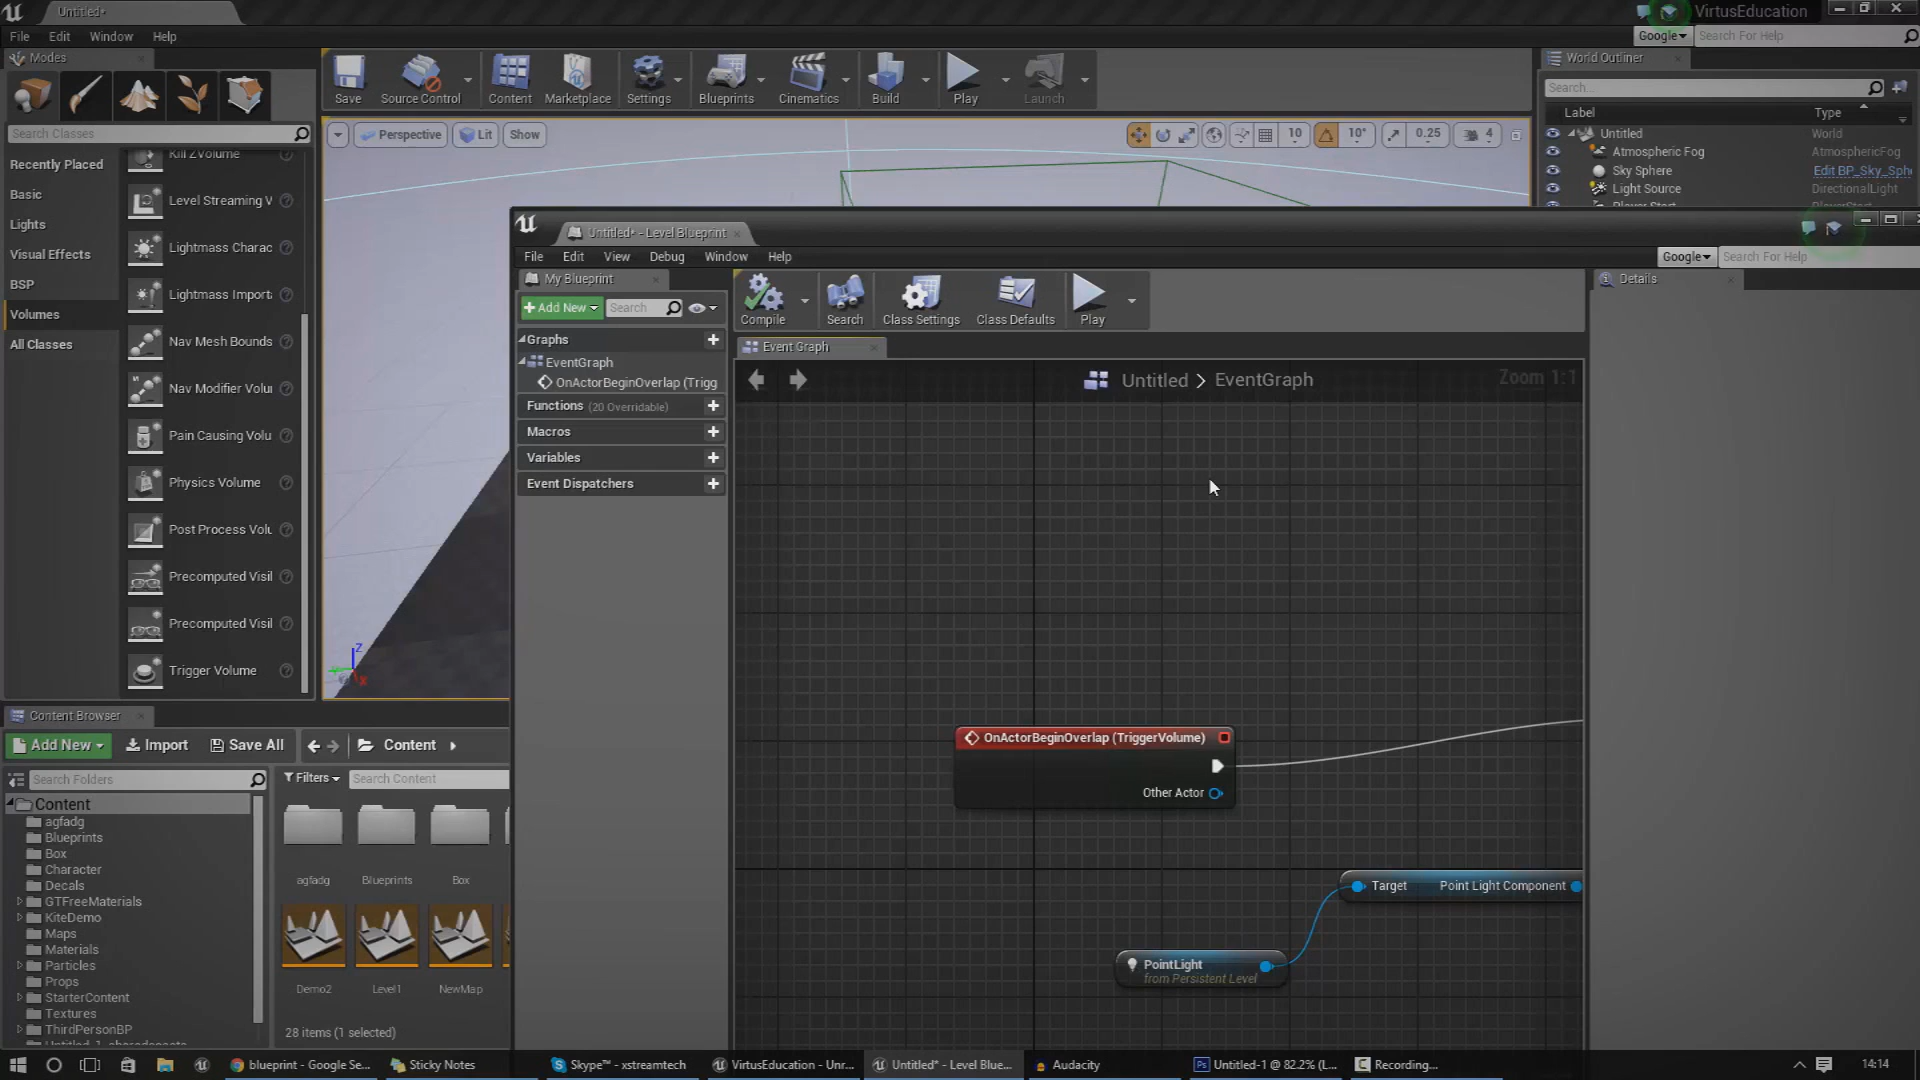 Untitled*
VirtusEducation
File Edit Window Help
Google
Search For Help
Modes
Save
Source Control
Content
Marketplace
Settings
Blueprints
Cinematics
Build
Play
Launch
World Outliner
Search...
Label
Type
Untitled World
Atmospheric Fog AtmosphericFog
Sky Sphere Edit BP_Sky_Sph
Light Source DirectionalLight
Player Start PlayerStart
Search Classes
Perspective
Lit
Show
10
10°
0.25
4
Recently Placed
Basic
Lights
Visual Effects
BSP
Volumes
All Classes
Kill ZVolume
Level Streaming V
Lightmass Charac
Lightmass Import
Nav Mesh Bounds
Nav Modifier Volu
Pain Causing Volu
Physics Volume
Post Process Volu
Precomputed Visil
Precomputed Visil
Trigger Volume
Untitled* - Level Blueprint
File Edit View Debug Window Help
Google
Search For Help
My Blueprint
Add New
Search
Graphs
EventGraph
OnActorBeginOverlap (Trigg
Functions (20 Overridable)
Macros
Variables
Event Dispatchers
Compile
Search
Class Settings
Class Defaults
Play
Details
Event Graph
Untitled > EventGraph
Zoom 1:1
OnActorBeginOverlap (TriggerVolume)
Other Actor
Target Point Light Component
PointLight
from Persistent Level
Z
X
Content Browser
Add New
Import
Save All
Content
Search Folders
Filters
Search Content
Content
agfadg
Blueprints
Box
Character
Decals
GTFreeMaterials
KiteDemo
Maps
Materials
Particles
Props
StarterContent
Textures
ThirdPersonBP
agfadg
Blueprints
Box
Demo2
Level1
NewMap
28 items (1 selected)
blueprint - Google Se...
Sticky Notes
Skype™ - xstreamtech
VirtusEducation - Unr...
Untitled* - Level Blue...
Audacity
Untitled-1 @ 82.2% (L...
Recording...
14:14